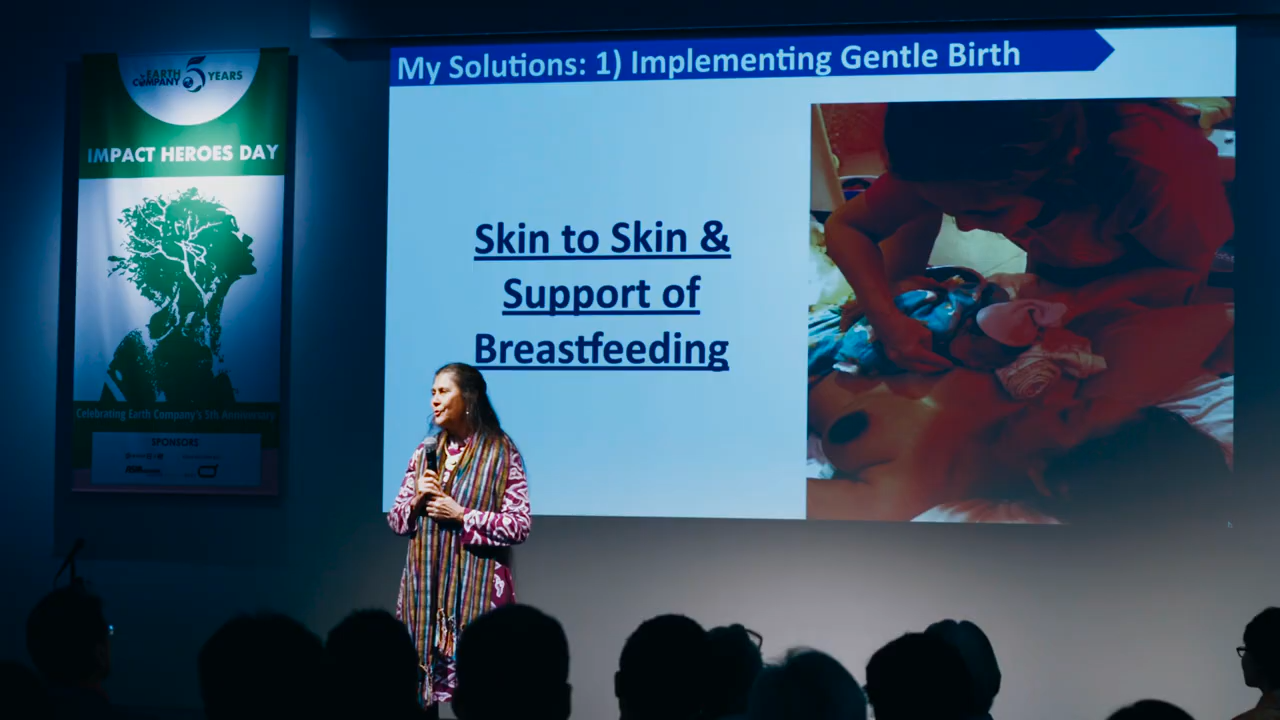 EARTH COMPANY 5 YEARS
IMPACT HEROES DAY
Celebrating Earth Company's 5th Anniversary
SPONSORS
My Solutions: 1) Implementing Gentle Birth
Skin to Skin &
Support of
Breastfeeding